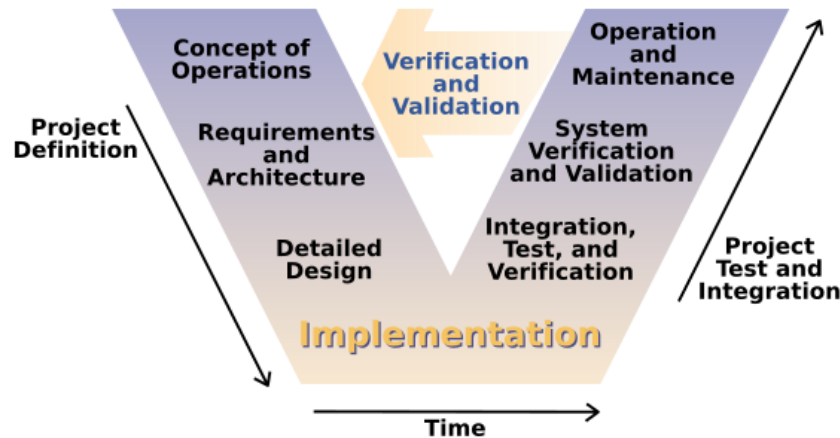 Concept of
Operations
Verification
and
Validation
Operation
and
Maintenance
Project
Definition
Requirements
and
Architecture
System
Verification
and Validation
Detailed
Design
Integration,
Test, and
Verification
Project
Test and
Integration
Implementation
Time